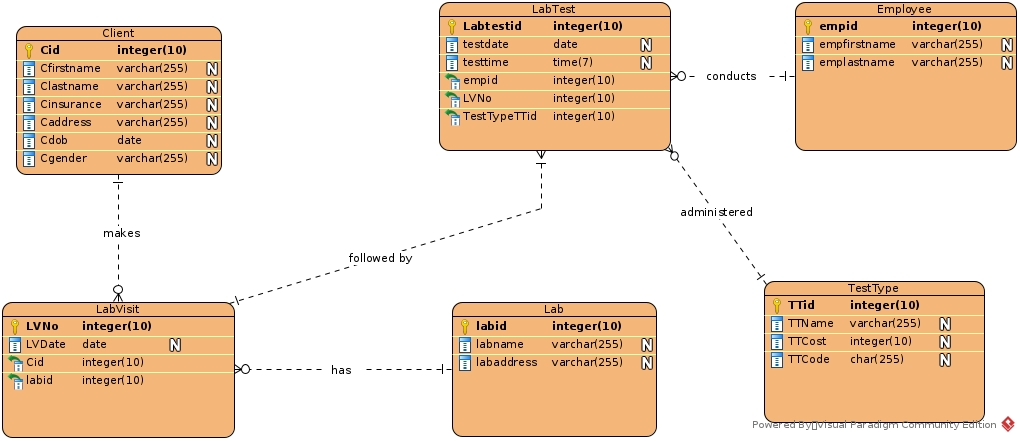 Client
Cid integer(10)
Cfirstname varchar(255) N
Clastname varchar(255) N
Cinsurance varchar(255) N
Caddress varchar(255) N
Cdob date N
Cgender varchar(255) N
LabTest
Labtestid integer(10)
testdate date N
testtime time(7) N
empid integer(10)
LVNo integer(10)
TestTypeTTid integer(10)
Employee
empid integer(10)
empfirstname varchar(255) N
emplastname varchar(255) N
conducts
makes
administered
followed by
LabVisit
LVNo integer(10)
LVDate date N
Cid integer(10)
labid integer(10)
has
Lab
labid integer(10)
labname varchar(255) N
labaddress varchar(255) N
TestType
TTid integer(10)
TTName varchar(255) N
TTCost integer(10) N
TTCode char(255) N
Powered By▯Visual Paradigm Community Edition